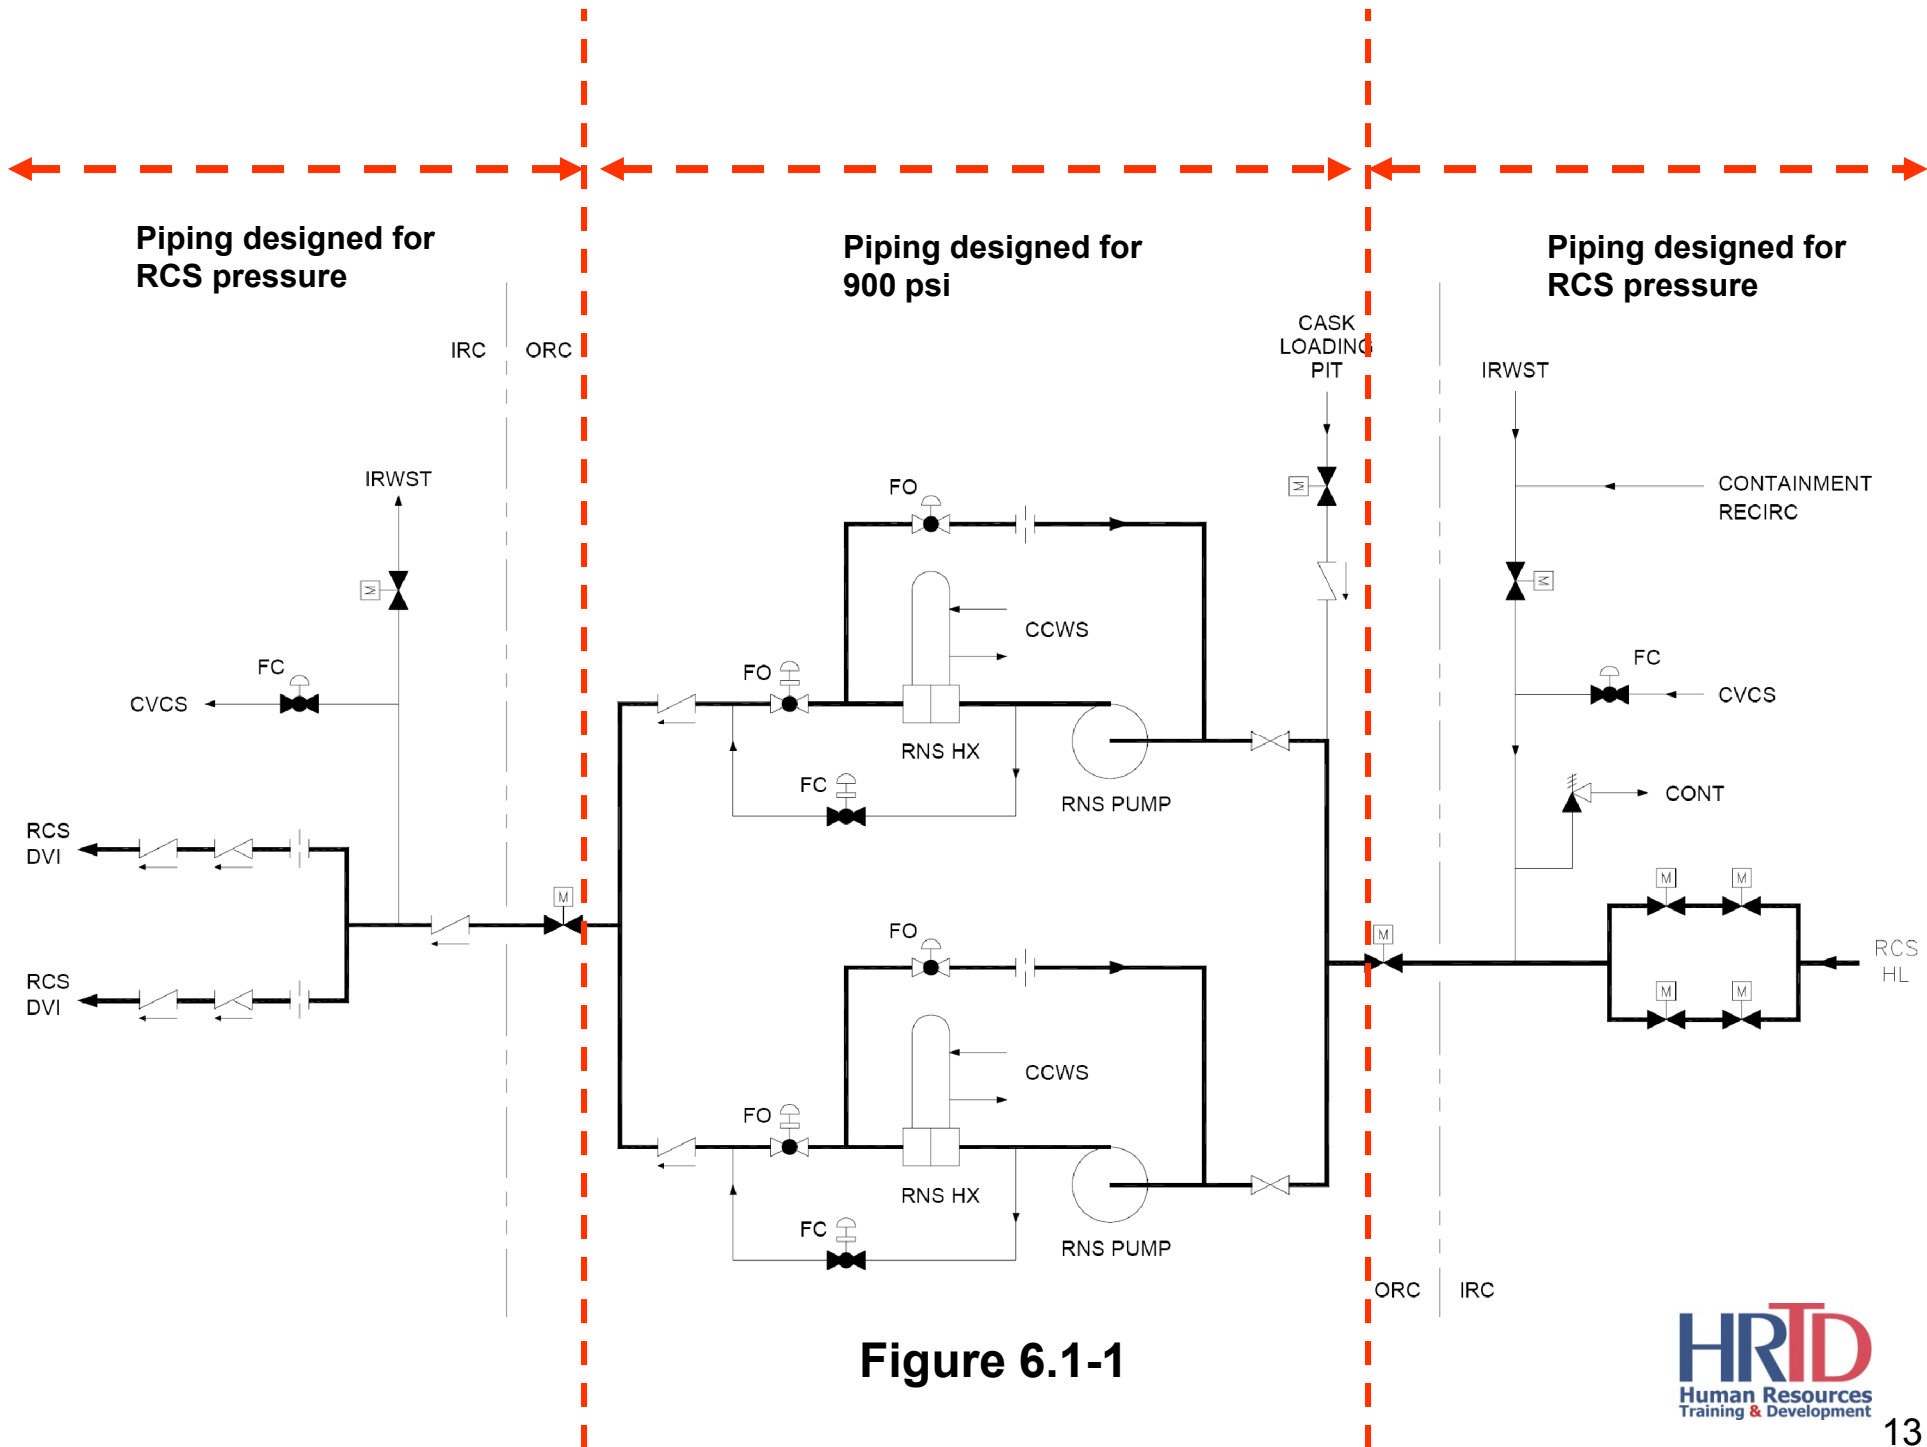 Piping designed for
RCS pressure
Piping designed for
900 psi
Piping designed for
RCS pressure
IRC
ORC
CASK
LOADING
PIT
IRWST
IRWST
CONTAINMENT
RECIRC
M
FO
M
M
CCWS
FC
CVCS
FO
FC
CVCS
RNS HX
FC
RNS PUMP
CONT
RCS
DVI
M
M
M
FO
M
RCS
HL
RCS
DVI
M
M
CCWS
FO
RNS HX
FC
RNS PUMP
ORC
IRC
Figure 6.1-1
HRTD
Human Resources
Training & Development
13